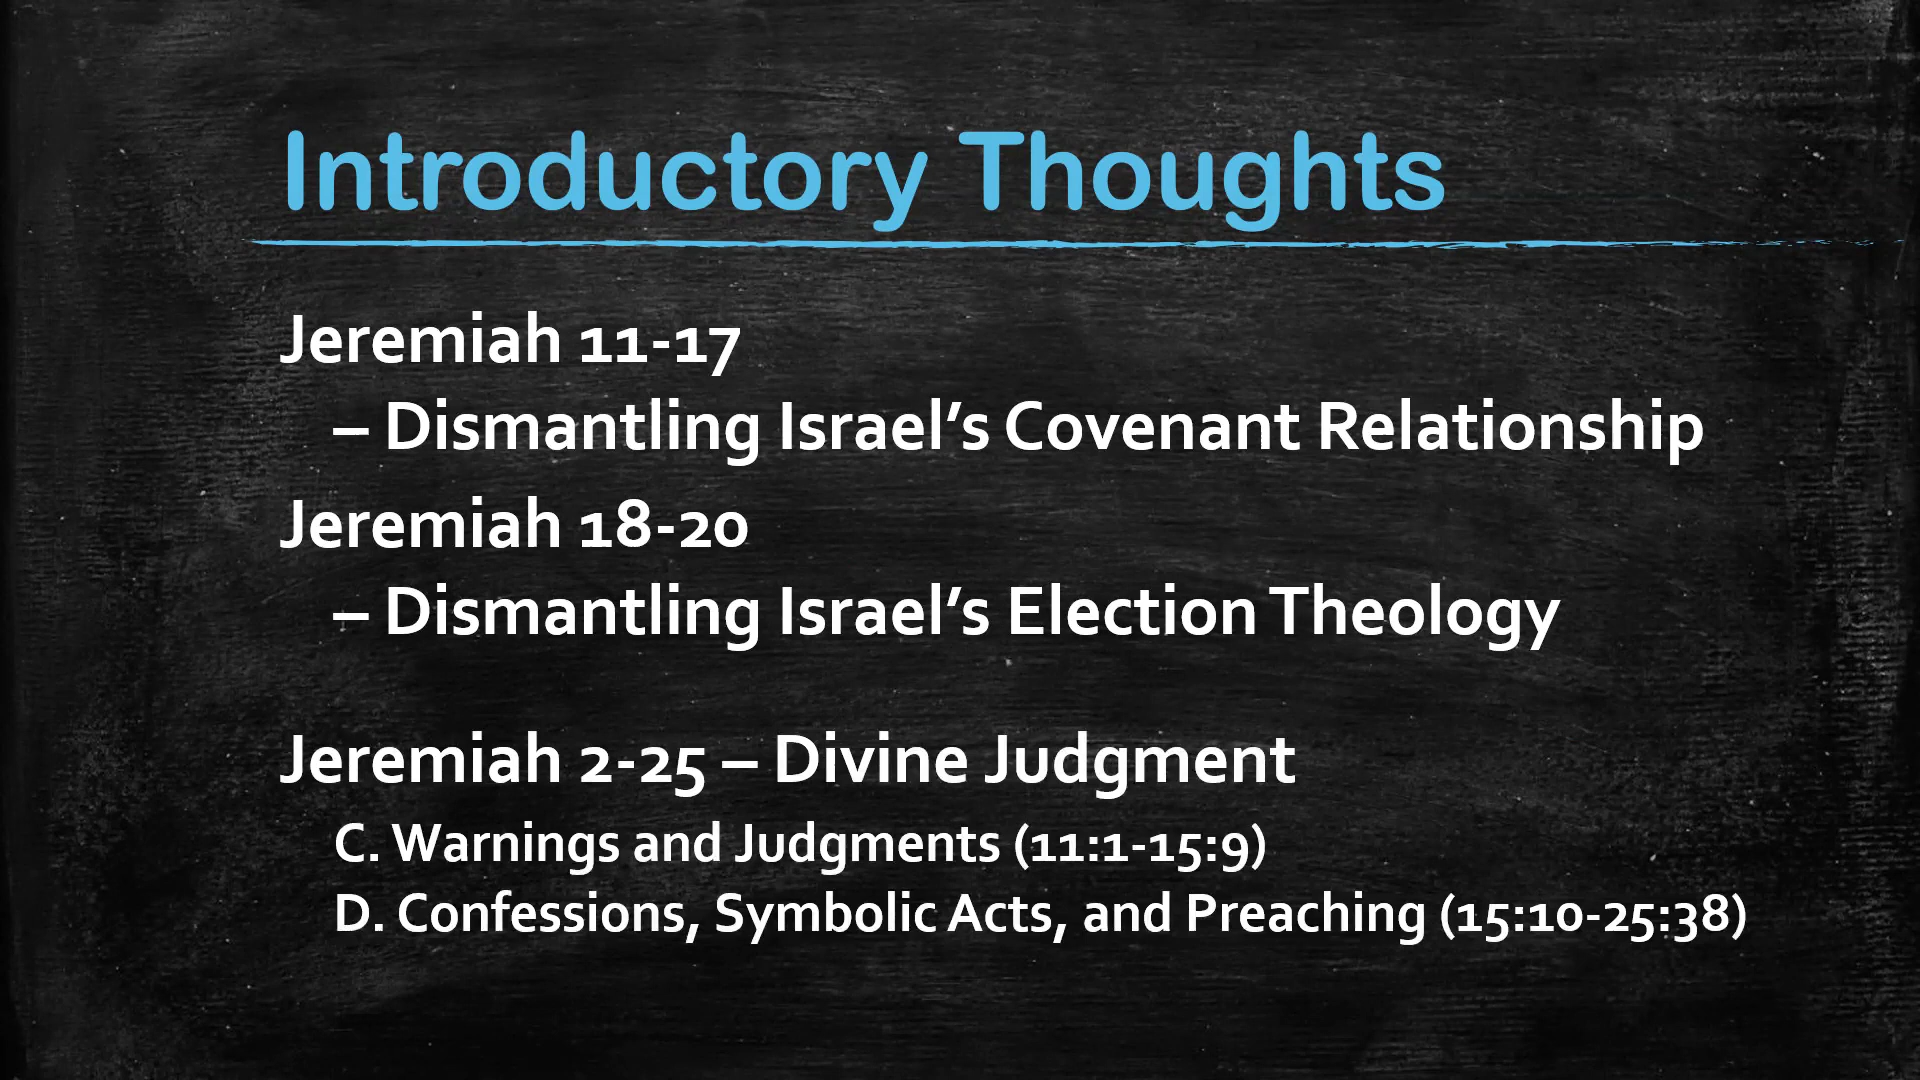 Introductory Thoughts
Jeremiah 11-17
– Dismantling Israel’s Covenant Relationship
Jeremiah 18-20
– Dismantling Israel’s Election Theology
Jeremiah 2-25 – Divine Judgment
C. Warnings and Judgments (11:1-15:9)
D. Confessions, Symbolic Acts, and Preaching (15:10-25:38)